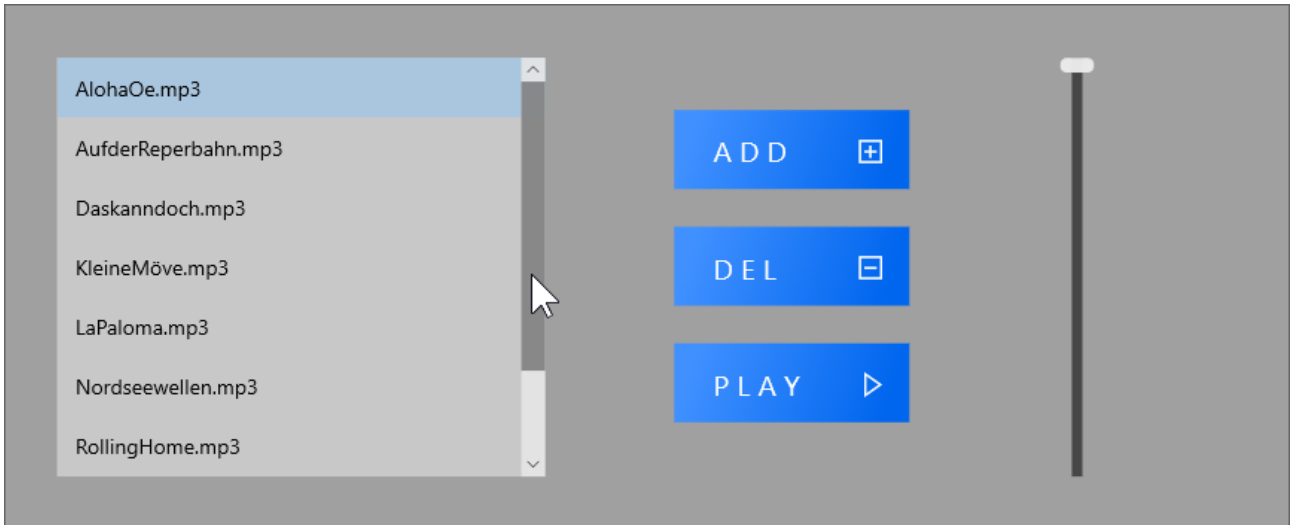 AlohaOe.mp3
AufderReperbahn.mp3
Daskanndoch.mp3
KleineMöve.mp3
LaPaloma.mp3
Nordseewellen.mp3
RollingHome.mp3
ADD
DEL
PLAY